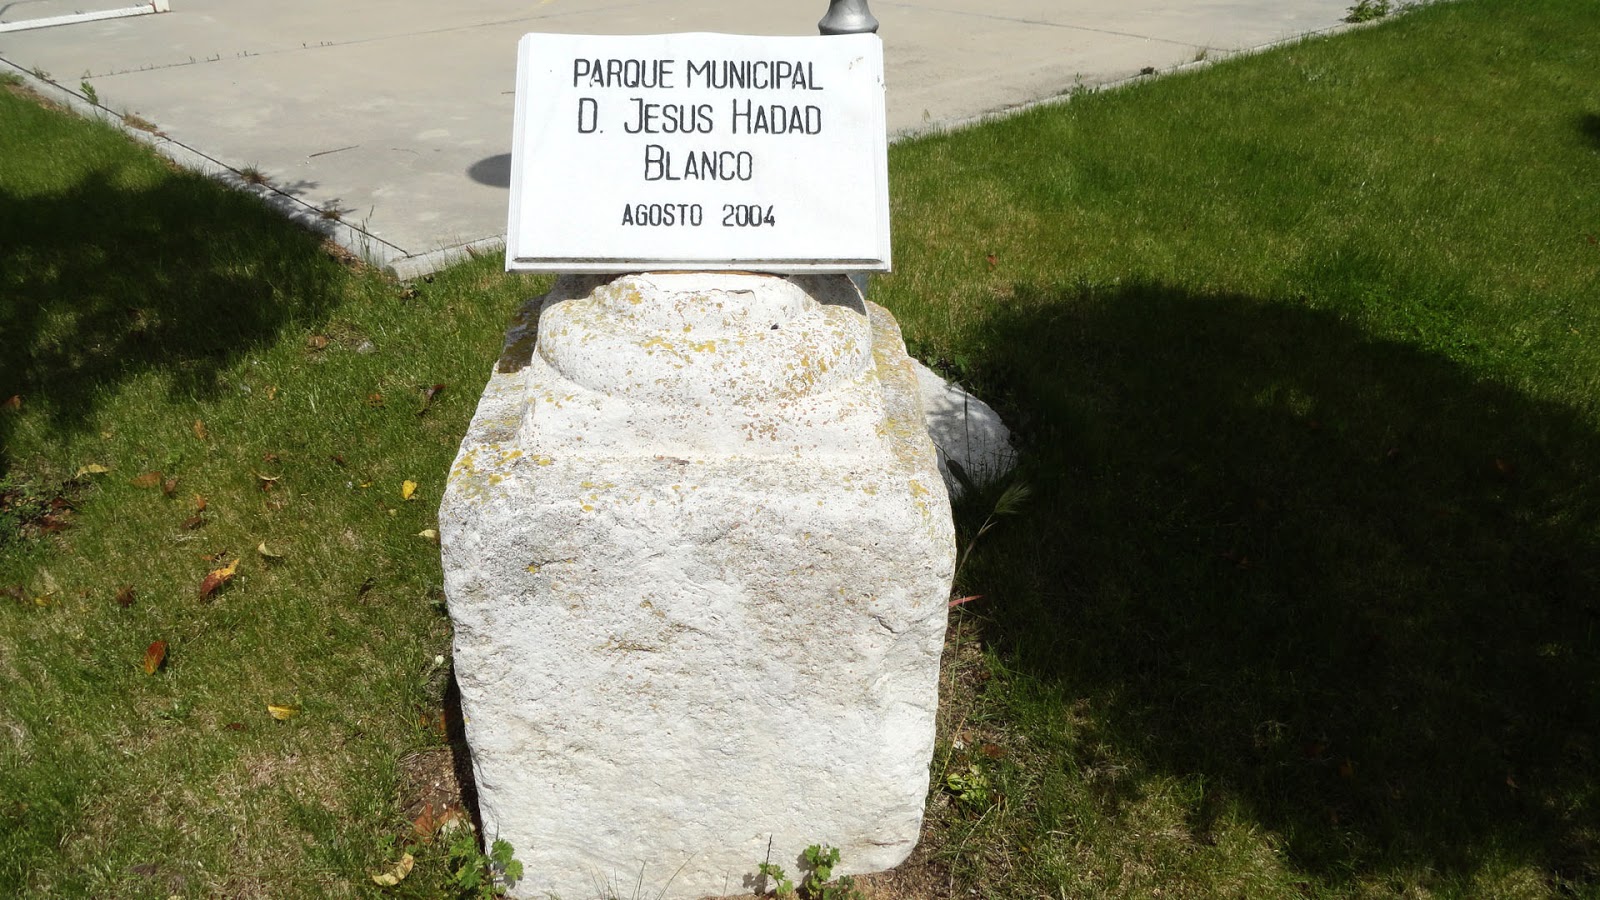 PARQUE MUNICIPAL
D. JESUS HADAD
BLANCO
AGOSTO 2004